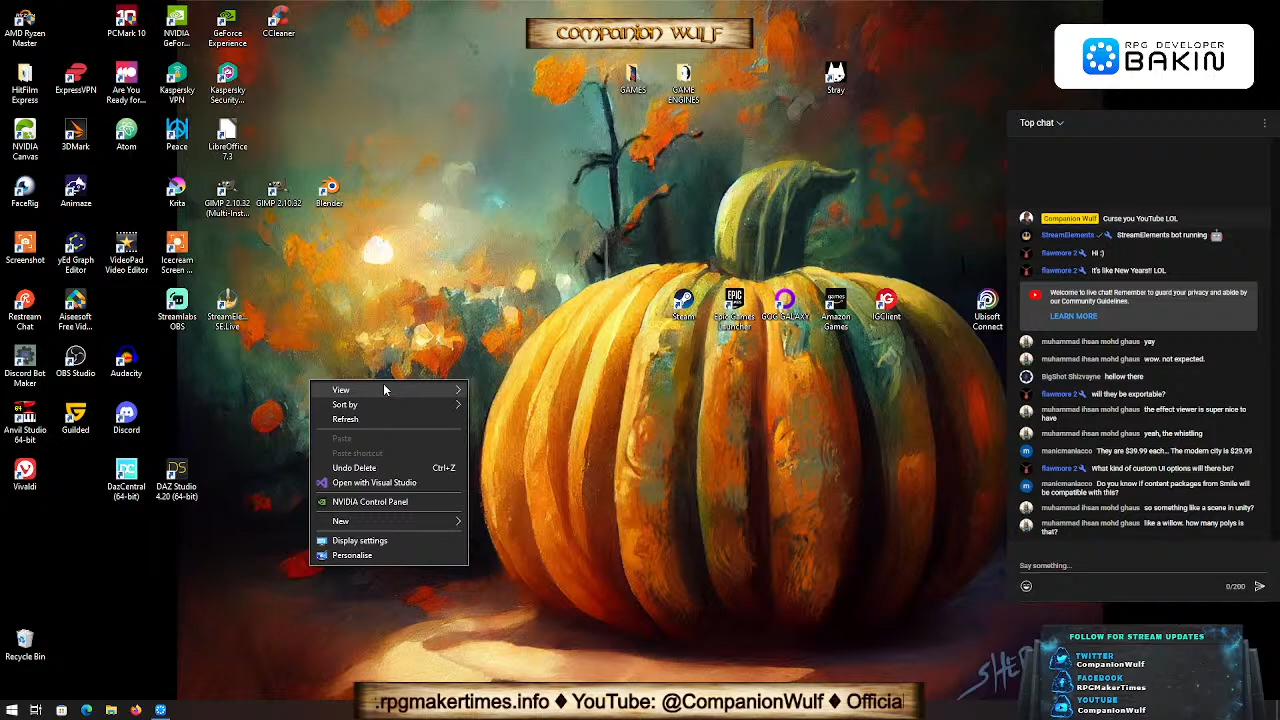 AMD Ryzen
Master
PCMark 10
NVIDIA
GeFor...
GeForce
Experience
CCleaner
HitFilm
Express
ExpressVPN
Are You
Ready for...
Kaspersky
VPN
Kaspersky
Security...
NVIDIA
Canvas
3DMark
Atom
Peace
LibreOffice
7.3
FaceRig
Animaze
Krita
GIMP 2.10.32
(Multi-Inst...
GIMP 2.10.32
Blender
Screenshot
yEd Graph
Editor
VideoPad
Video Editor
Icecream
Screen ...
Restream
Chat
Aiseesoft
Free Vid...
Streamlabs
OBS
StreamEle...
SE.Live
Discord Bot
Maker
OBS Studio
Audacity
Anvil Studio
64-bit
Guilded
Discord
Vivaldi
DazCentral
(64-bit)
DAZ Studio
4.20 (64-bit)
Recycle Bin
COMPANION WULF
GAMES
GAME
ENGINES
Stray
Steam
Epic Games
Launcher
GOG GALAXY
Amazon
Games
IGClient
Ubisoft
Connect
View
Sort by
Refresh
Paste
Paste shortcut
Undo Delete Ctrl+Z
Open with Visual Studio
NVIDIA Control Panel
New
Display settings
Personalise
RPG DEVELOPER
BAKIN
Top chat
Companion Wulf Curse you YouTube LOL
StreamElements StreamElements bot running
flawmore 2 Hi :)
flawmore 2 It's like New Years!! LOL
Welcome to live chat! Remember to guard your privacy and abide by
our Community Guidelines.
LEARN MORE
muhammad ihsan mohd ghaus yay
muhammad ihsan mohd ghaus wow. not expected.
BigShot Shizvayne hellow there
flawmore 2 will they be exportable?
muhammad ihsan mohd ghaus the effect viewer is super nice to
have
muhammad ihsan mohd ghaus yeah, the whistling
manicmaniacco They are $39.99 each... The modern city is $29.99
flawmore 2 What kind of custom UI options will there be?
manicmaniacco Do you know if content packages from Smile will
be compatible with this?
muhammad ihsan mohd ghaus so something like a scene in unity?
muhammad ihsan mohd ghaus like a willow. how many polys is
that?
Say something...
0/200
FOLLOW FOR STREAM UPDATES
TWITTER
CompanionWulf
FACEBOOK
RPGMakerTimes
YOUTUBE
CompanionWulf
.rpgmakertimes.info ♦ YouTube: @CompanionWulf ♦ Officia